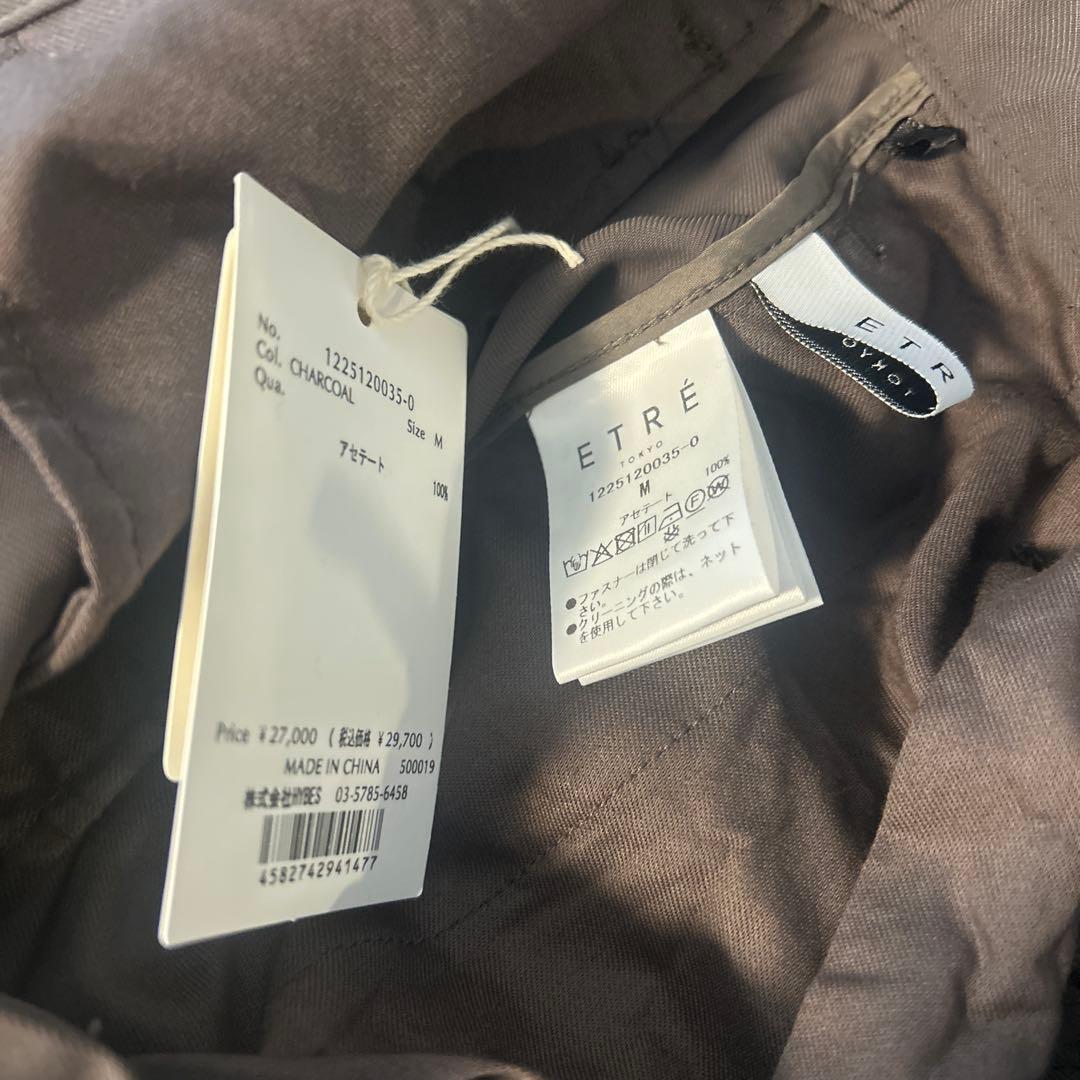 No. 1225120035-0
Col. CHARCOAL
Size M
Qua.
アセテート 100%
Price ¥27,000 ( 税込価格 ¥29,700 )
MADE IN CHINA 500019
株式会社HYBES 03-5785-6458
4582742941477
ETRÉ
TOKYO
1225120035-0
M
アセテート 100%
●ファスナーは閉じて洗って下
さい。
●クリーニングの際は、ネット
を使用して下さい。
ETR
TOKYO